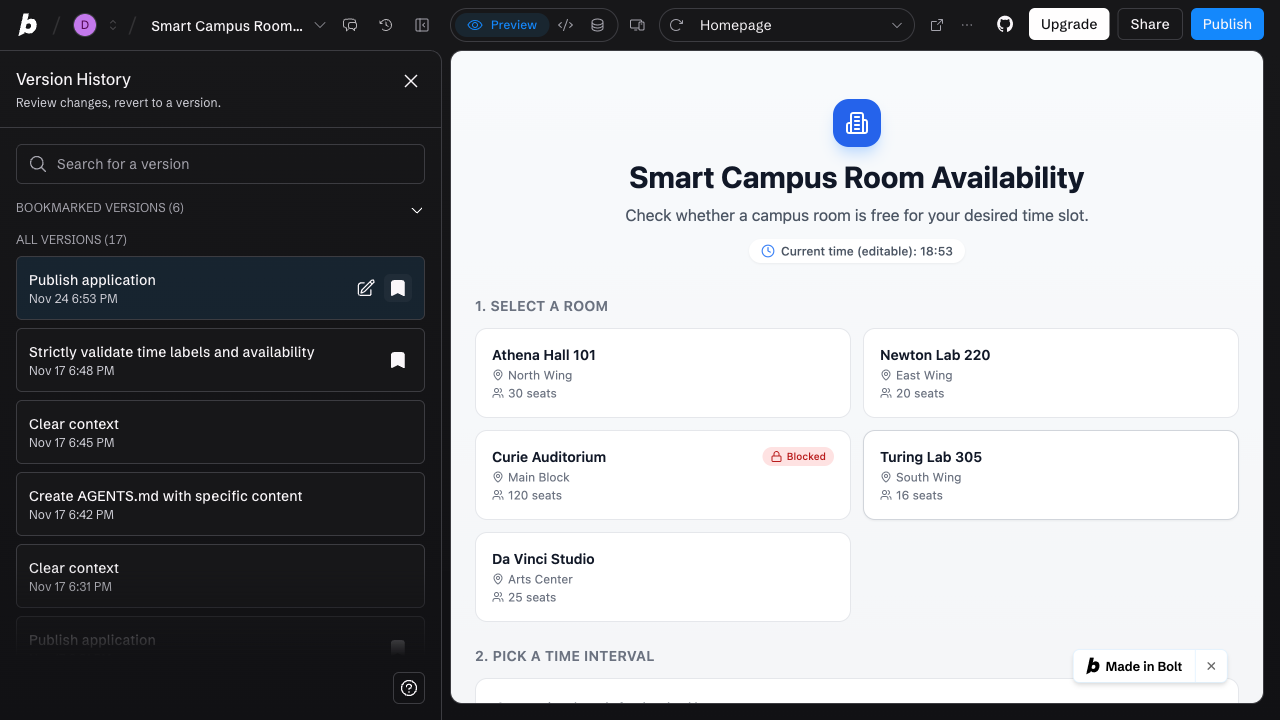 b
D
Smart Campus Room...
Preview
Homepage
Upgrade
Share
Publish
Version History
Review changes, revert to a version.
Search for a version
BOOKMARKED VERSIONS (6)
ALL VERSIONS (17)
Publish application
Nov 24 6:53 PM
Strictly validate time labels and availability
Nov 17 6:48 PM
Clear context
Nov 17 6:45 PM
Create AGENTS.md with specific content
Nov 17 6:42 PM
Clear context
Nov 17 6:31 PM
Publish application
Smart Campus Room Availability
Check whether a campus room is free for your desired time slot.
Current time (editable): 18:53
1. SELECT A ROOM
Athena Hall 101
North Wing
30 seats
Newton Lab 220
East Wing
20 seats
Curie Auditorium
Blocked
Main Block
120 seats
Turing Lab 305
South Wing
16 seats
Da Vinci Studio
Arts Center
25 seats
2. PICK A TIME INTERVAL
b Made in Bolt